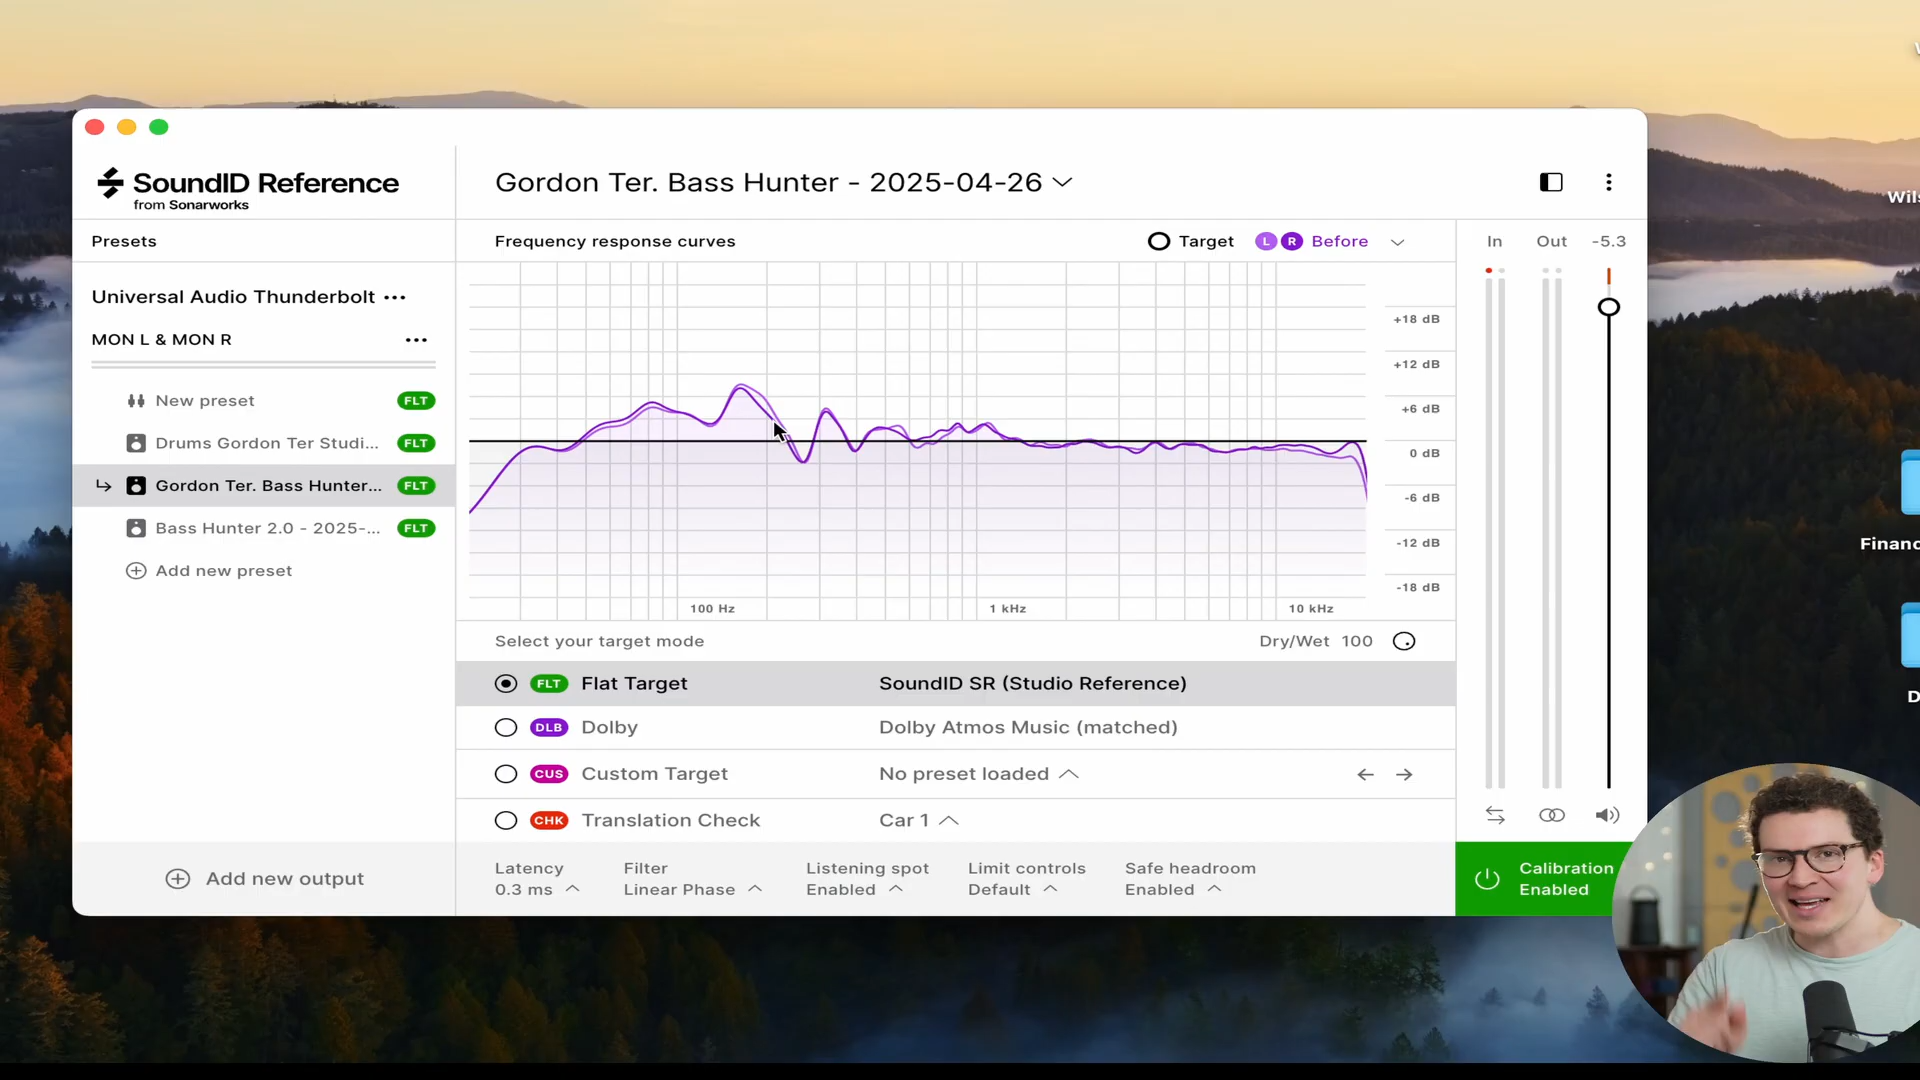 SoundID Reference
from Sonarworks
Gordon Ter. Bass Hunter - 2025-04-26
Presets
Frequency response curves
Target
L R Before
In
Out
-5.3
Universal Audio Thunderbolt
MON L & MON R
New preset FLT
Drums Gordon Ter Studi... FLT
Gordon Ter. Bass Hunter... FLT
Bass Hunter 2.0 - 2025-... FLT
Add new preset
+18 dB
+12 dB
+6 dB
0 dB
-6 dB
-12 dB
-18 dB
100 Hz
1 kHz
10 kHz
Select your target mode
Dry/Wet 100
FLT Flat Target SoundID SR (Studio Reference)
DLB Dolby Dolby Atmos Music (matched)
CUS Custom Target No preset loaded
CHK Translation Check Car 1
Add new output
Latency
0.3 ms
Filter
Linear Phase
Listening spot
Enabled
Limit controls
Default
Safe headroom
Enabled
Calibration
Enabled
Wils
Financ
D